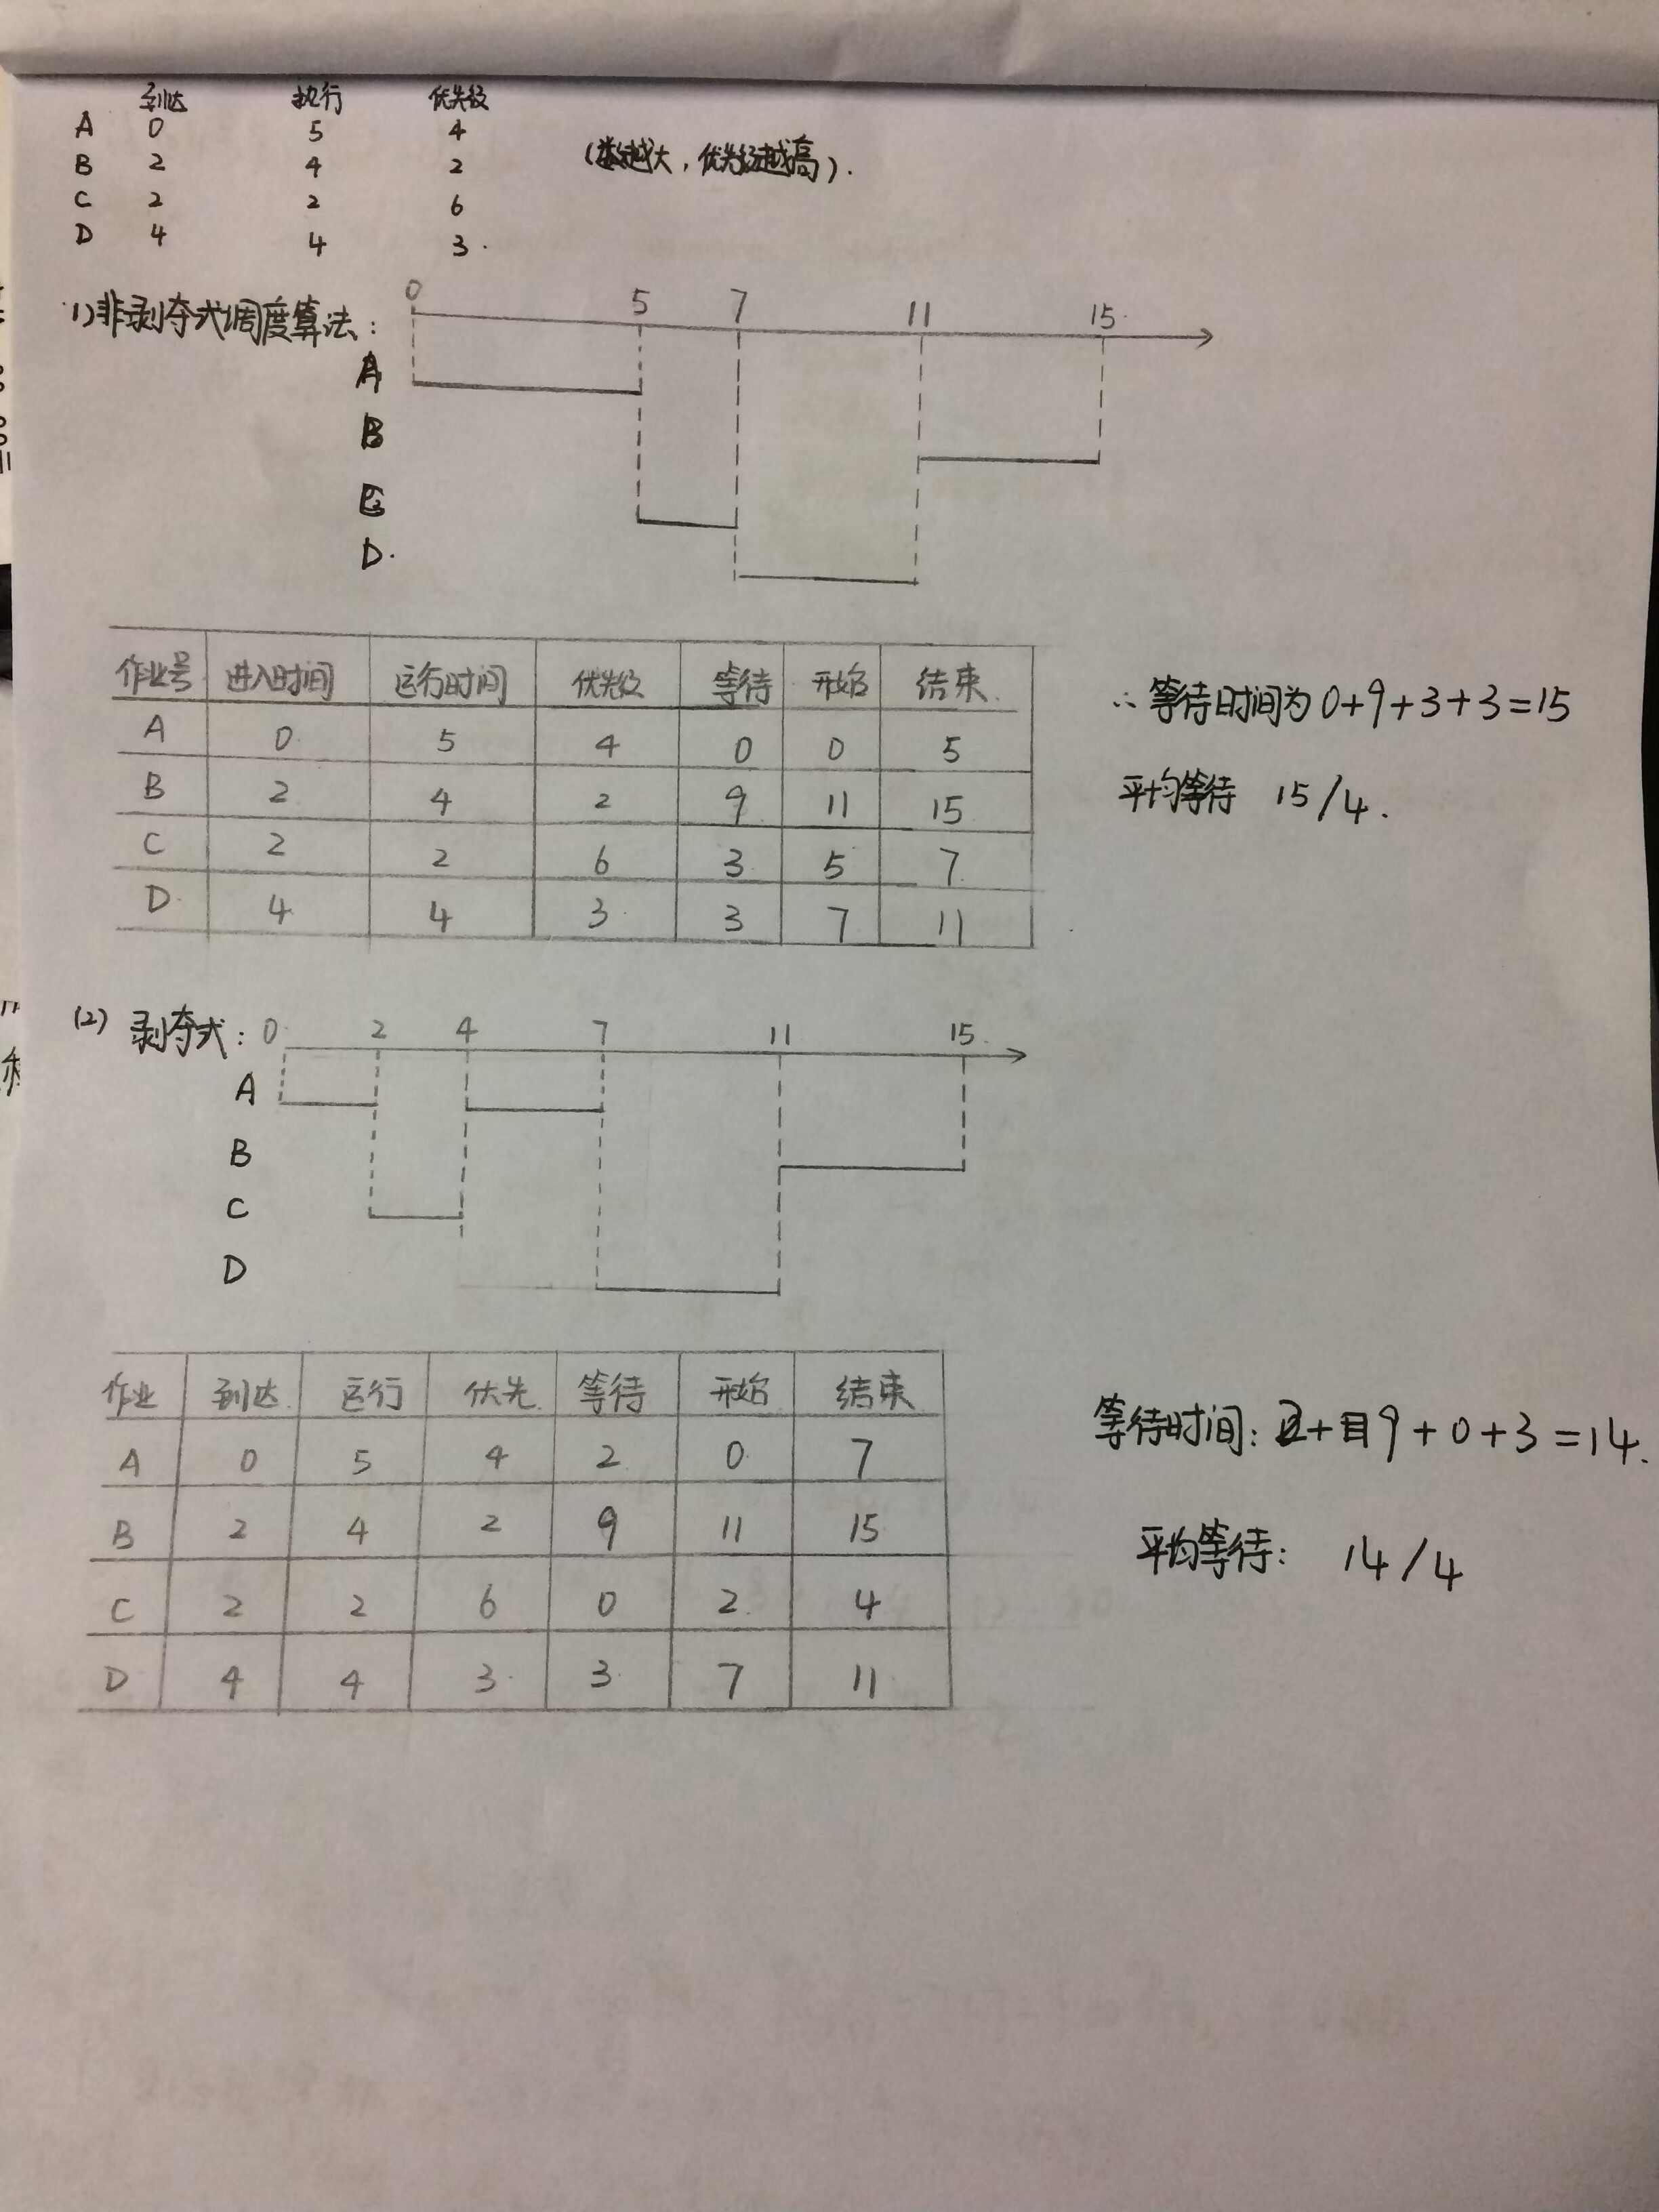 到达 执行 优先级
A 0 5 4
B 2 4 2
C 2 2 6
D 4 4 3.
(数越大，优先级越高).
1)非剥夺式调度算法：
0 5 7 11 15
A
B
C
D.
作业号 进入时间 运行时间 优先级 等待 开始 结束
A 0 5 4 0 0 5
B 2 4 2 9 11 15
C 2 2 6 3 5 7
D 4 4 3 3 7 11
∴等待时间为 0+9+3+3=15
平均等待 15/4.
(2) 剥夺式：0 2 4 7 11 15
A
B
C
D
作业 到达 运行 优先 等待 开始 结束
A 0 5 4 2 0 7
B 2 4 2 9 11 15
C 2 2 6 0 2 4
D 4 4 3 3 7 11
等待时间：2+9+0+3=14.
平均等待： 14/4